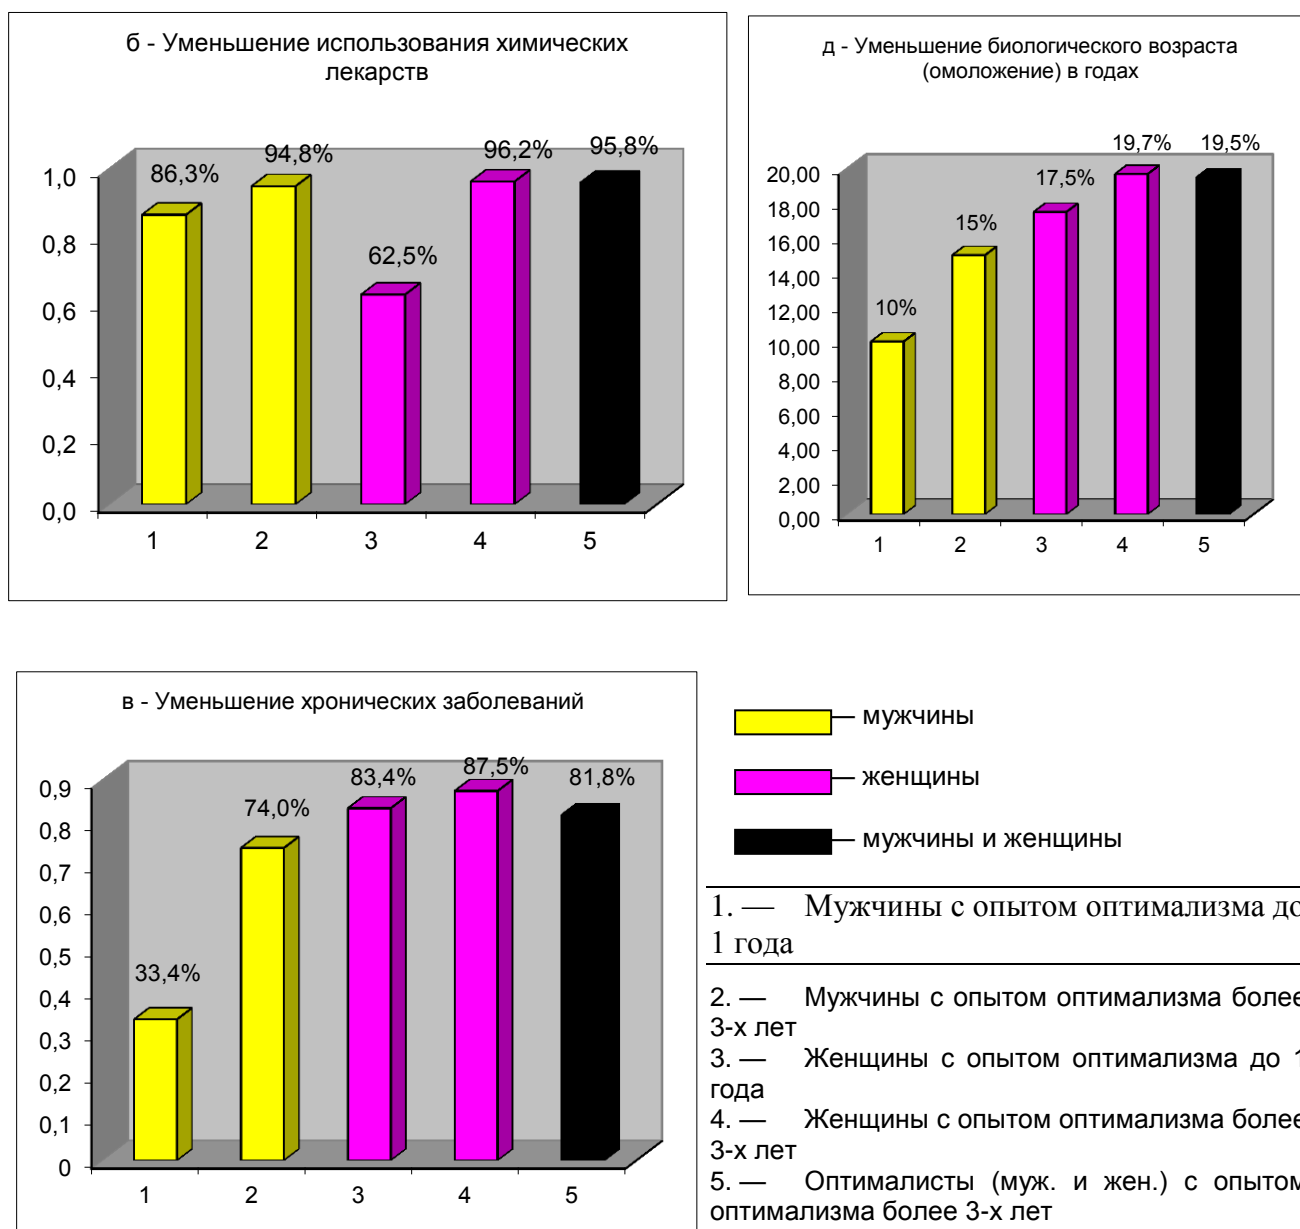 б - Уменьшение использования химических
лекарств
86,3%
94,8%
62,5%
96,2%
95,8%
1,0
0,8
0,6
0,4
0,2
0,0
1 2 3 4 5
д - Уменьшение биологического возраста
(омоложение) в годах
10%
15%
17,5%
19,7%
19,5%
20,00
18,00
16,00
14,00
12,00
10,00
8,00
6,00
4,00
2,00
0,00
1 2 3 4 5
в - Уменьшение хронических заболеваний
33,4%
74,0%
83,4%
87,5%
81,8%
0,9
0,8
0,7
0,6
0,5
0,4
0,3
0,2
0,1
0
1 2 3 4 5
— мужчины
— женщины
— мужчины и женщины
1. — Мужчины с опытом оптимализма до
1 года
2. — Мужчины с опытом оптимализма более
3-х лет
3. — Женщины с опытом оптимализма до 1
года
4. — Женщины с опытом оптимализма более
3-х лет
5. — Оптималисты (муж. и жен.) с опытом
оптимализма более 3-х лет